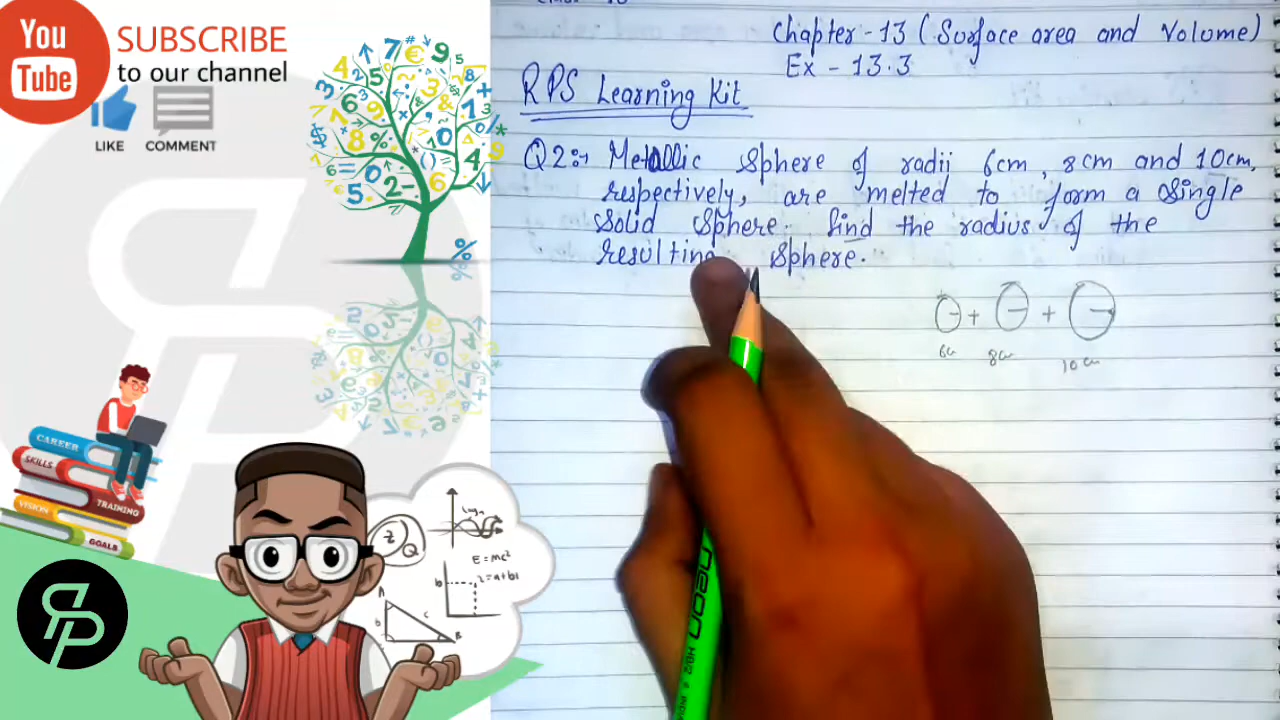 You
Tube
SUBSCRIBE
to our channel
LIKE
COMMENT
CAREER
SKILLS
TRAINING
VISION
GOALS
E = mc²
Chapter - 13 (Surface area and Volume)
Ex - 13.3
RPS Learning Kit
Q2:- Metallic Sphere of radii 6cm, 8cm and 10cm,
respectively, are melted to form a Single
Solid Sphere. find the radius of the
resulting Sphere.
+ +
8cm
10cm
neon HB/2